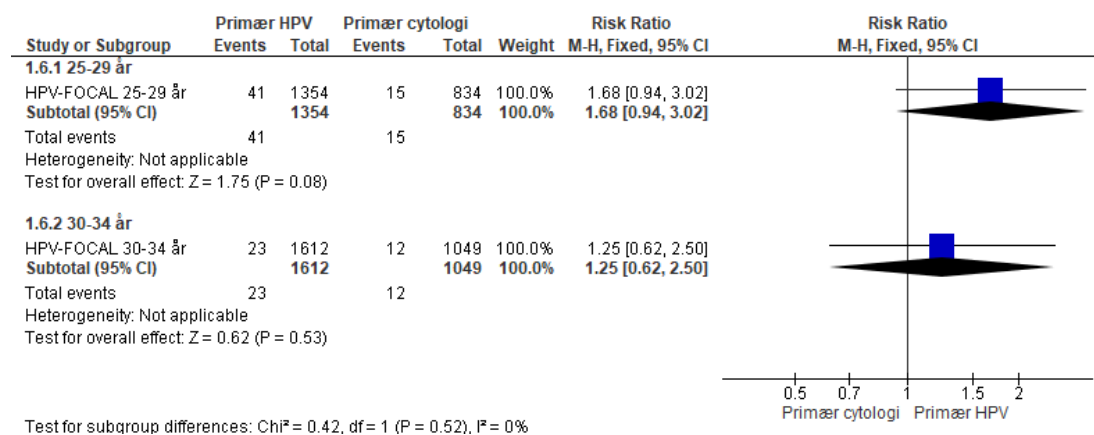 Primær HPV Primær cytologi Risk Ratio Risk Ratio
Study or Subgroup Events Total Events Total Weight M-H, Fixed, 95% CI M-H, Fixed, 95% CI
1.6.1 25-29 år
HPV-FOCAL 25-29 år 41 1354 15 834 100.0% 1.68 [0.94, 3.02]
Subtotal (95% CI) 1354 834 100.0% 1.68 [0.94, 3.02]
Total events 41 15
Heterogeneity: Not applicable
Test for overall effect: Z = 1.75 (P = 0.08)
1.6.2 30-34 år
HPV-FOCAL 30-34 år 23 1612 12 1049 100.0% 1.25 [0.62, 2.50]
Subtotal (95% CI) 1612 1049 100.0% 1.25 [0.62, 2.50]
Total events 23 12
Heterogeneity: Not applicable
Test for overall effect: Z = 0.62 (P = 0.53)
0.5 0.7 1 1.5 2
Primær cytologi Primær HPV
Test for subgroup differences: Chi² = 0.42, df = 1 (P = 0.52), I² = 0%